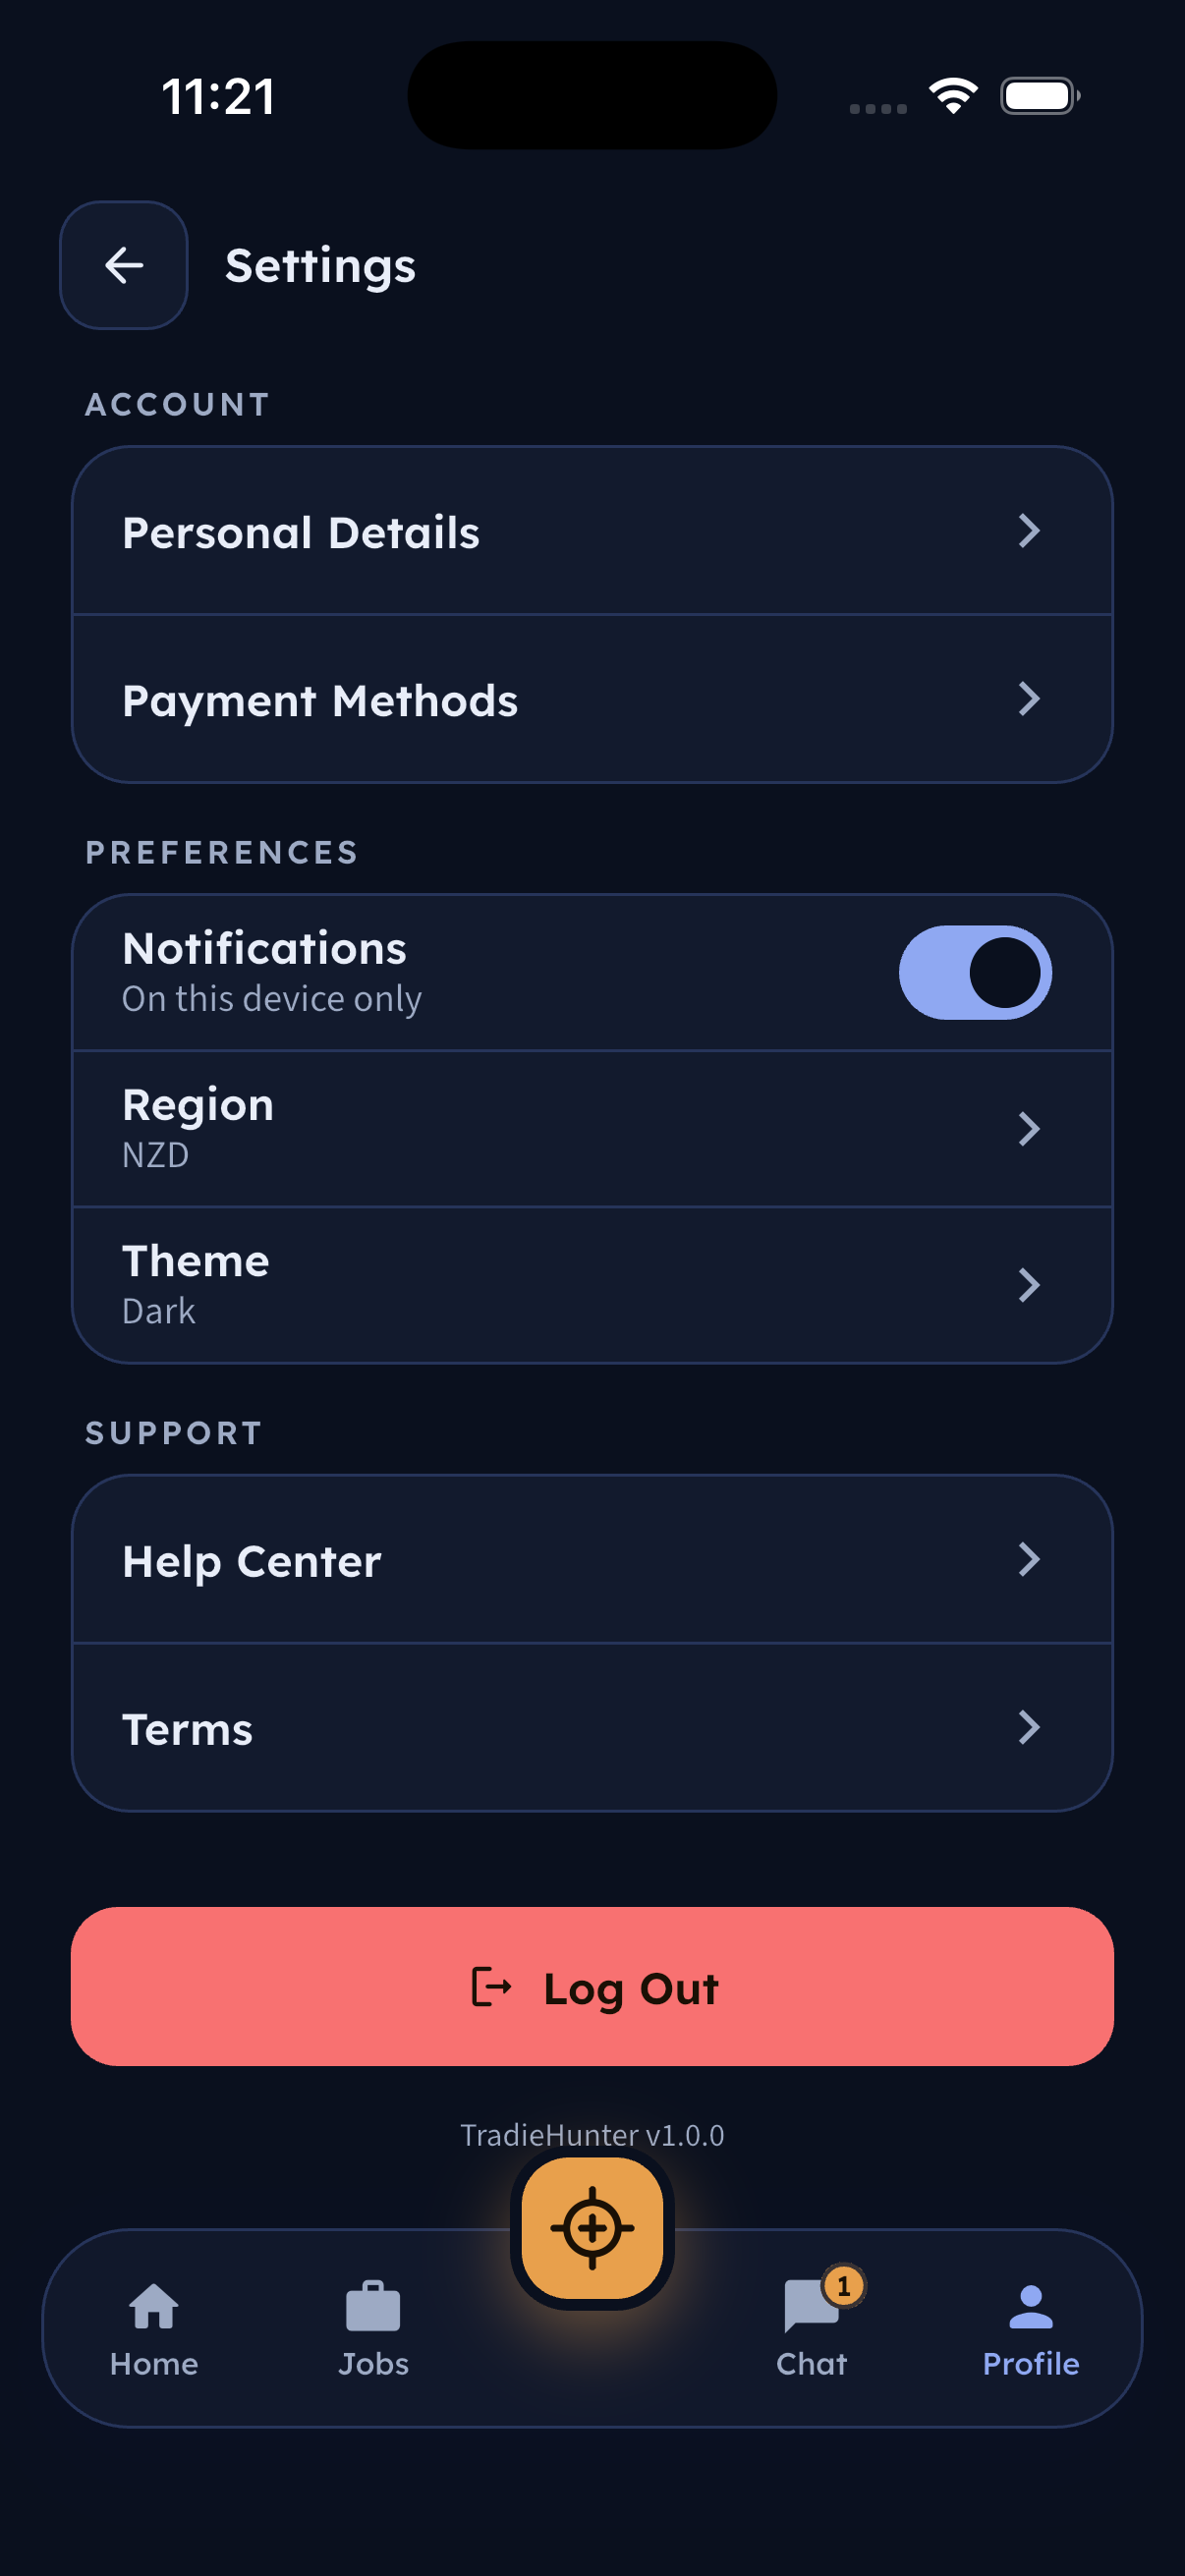 11:21
Settings
ACCOUNT
Personal Details
Payment Methods
PREFERENCES
Notifications
On this device only
Region
NZD
Theme
Dark
SUPPORT
Help Center
Terms
Log Out
TradieHunter v1.0.0
1
Home
Jobs
Chat
Profile